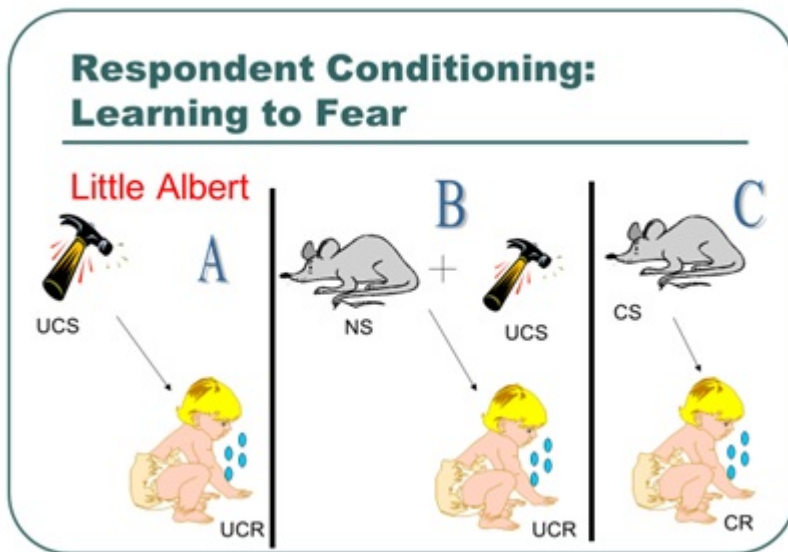 Respondent Conditioning:
Learning to Fear
Little Albert
A
UCS
UCR
B
NS
+
UCS
UCR
C
CS
CR